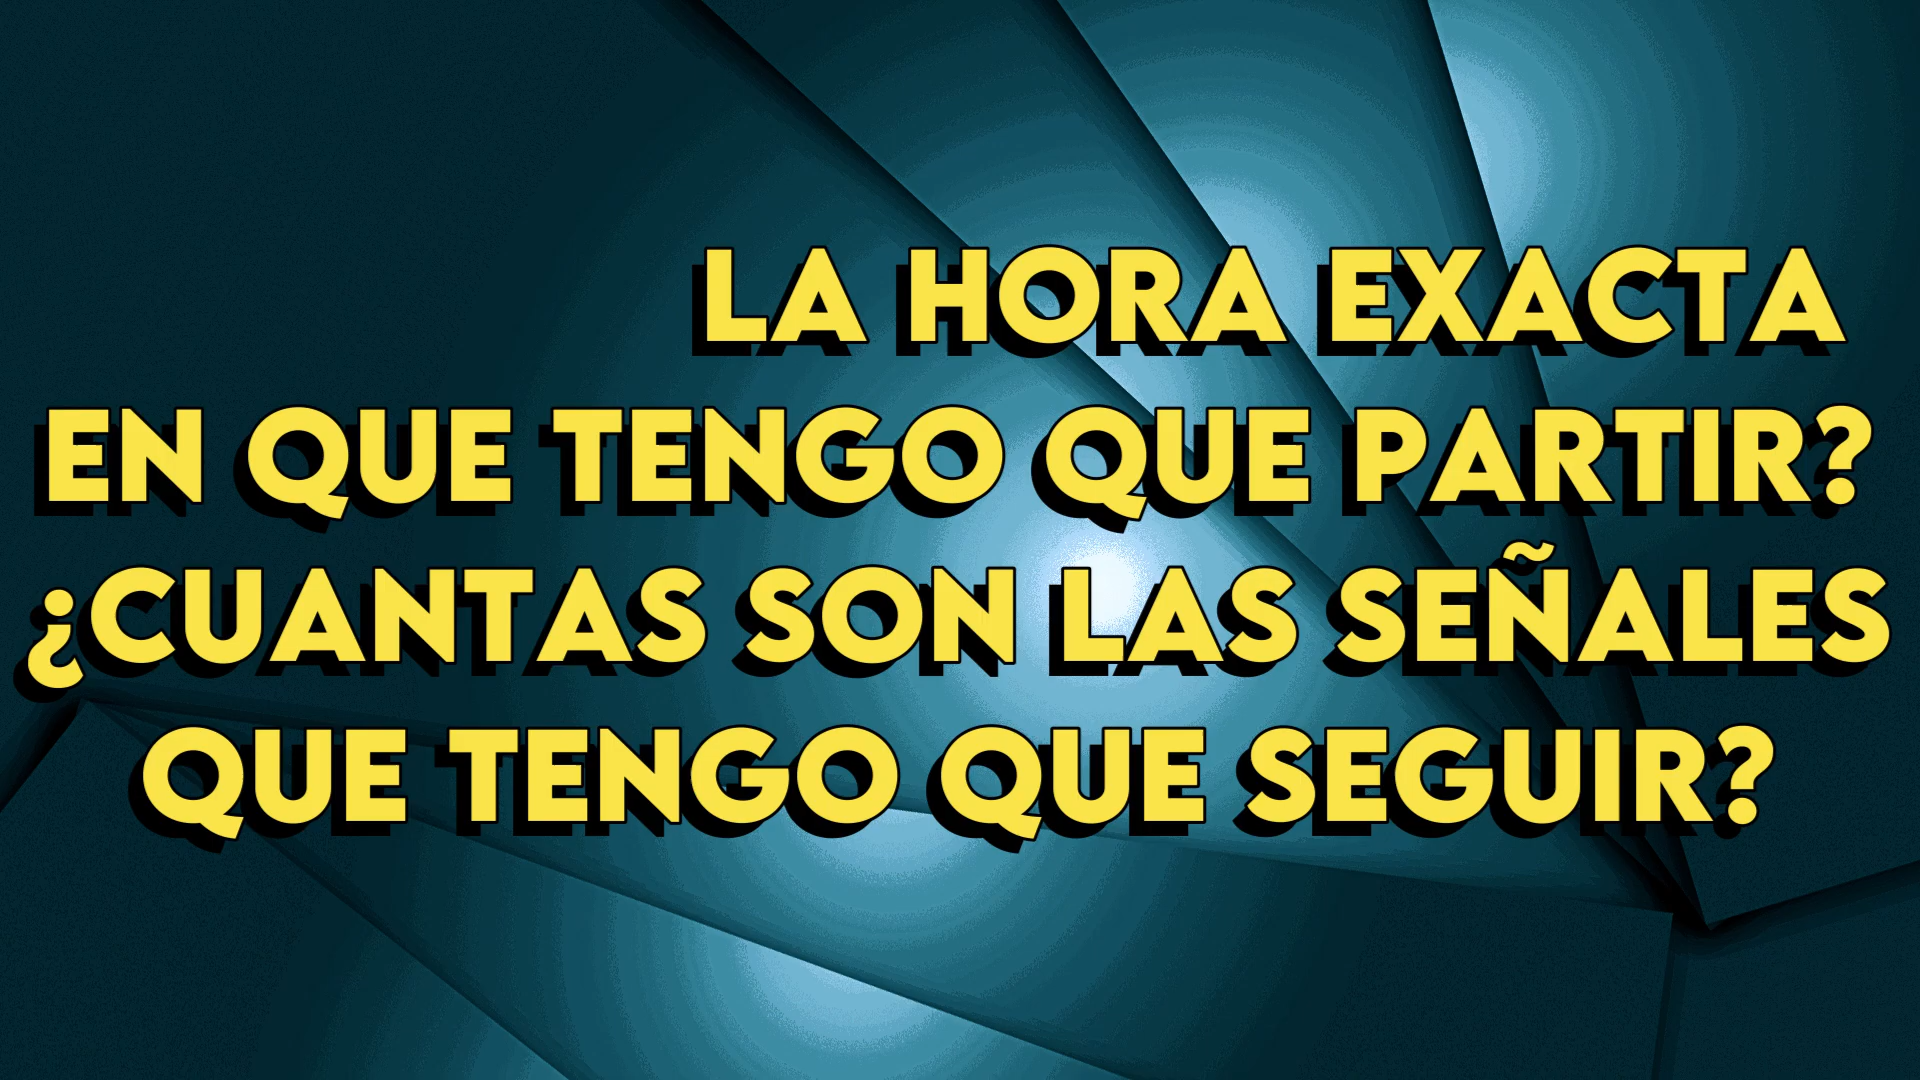 LA HORA EXACTA
EN QUE TENGO QUE PARTIR?
¿CUANTAS SON LAS SEÑALES
QUE TENGO QUE SEGUIR?